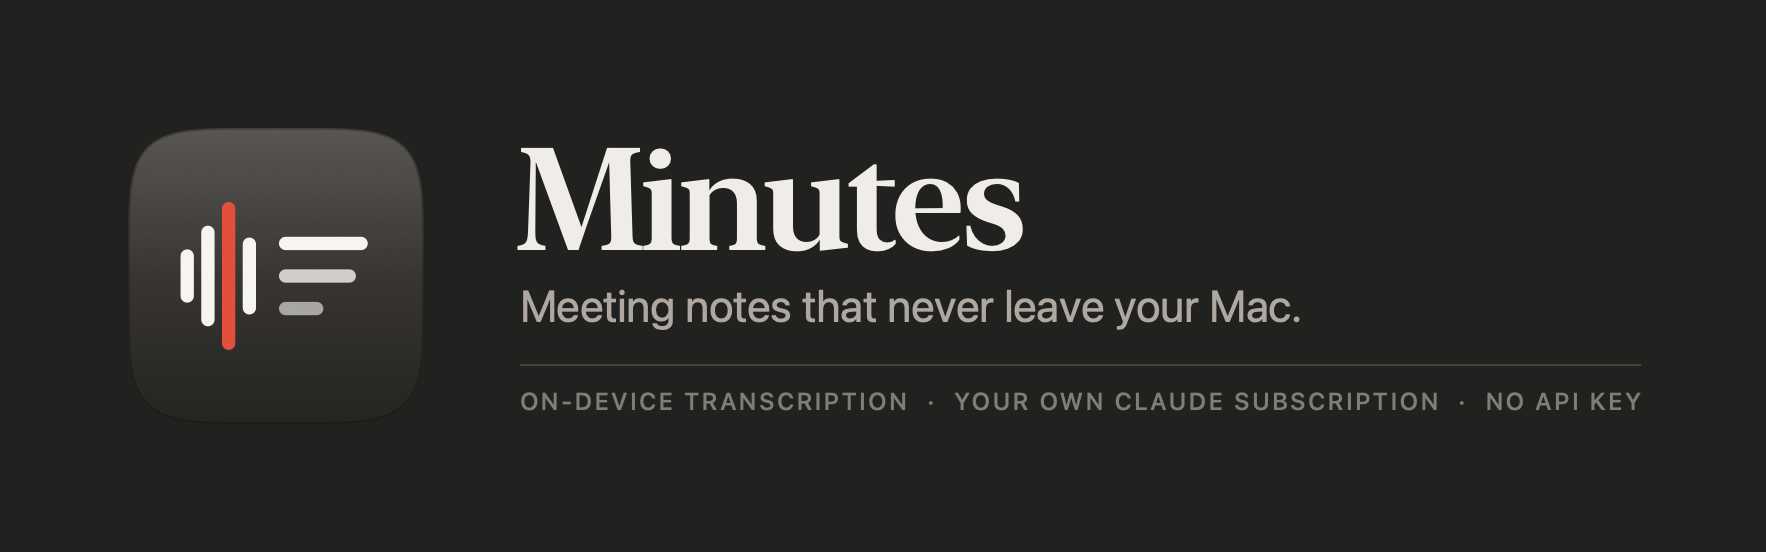 Minutes
Meeting notes that never leave your Mac.
ON-DEVICE TRANSCRIPTION · YOUR OWN CLAUDE SUBSCRIPTION · NO API KEY